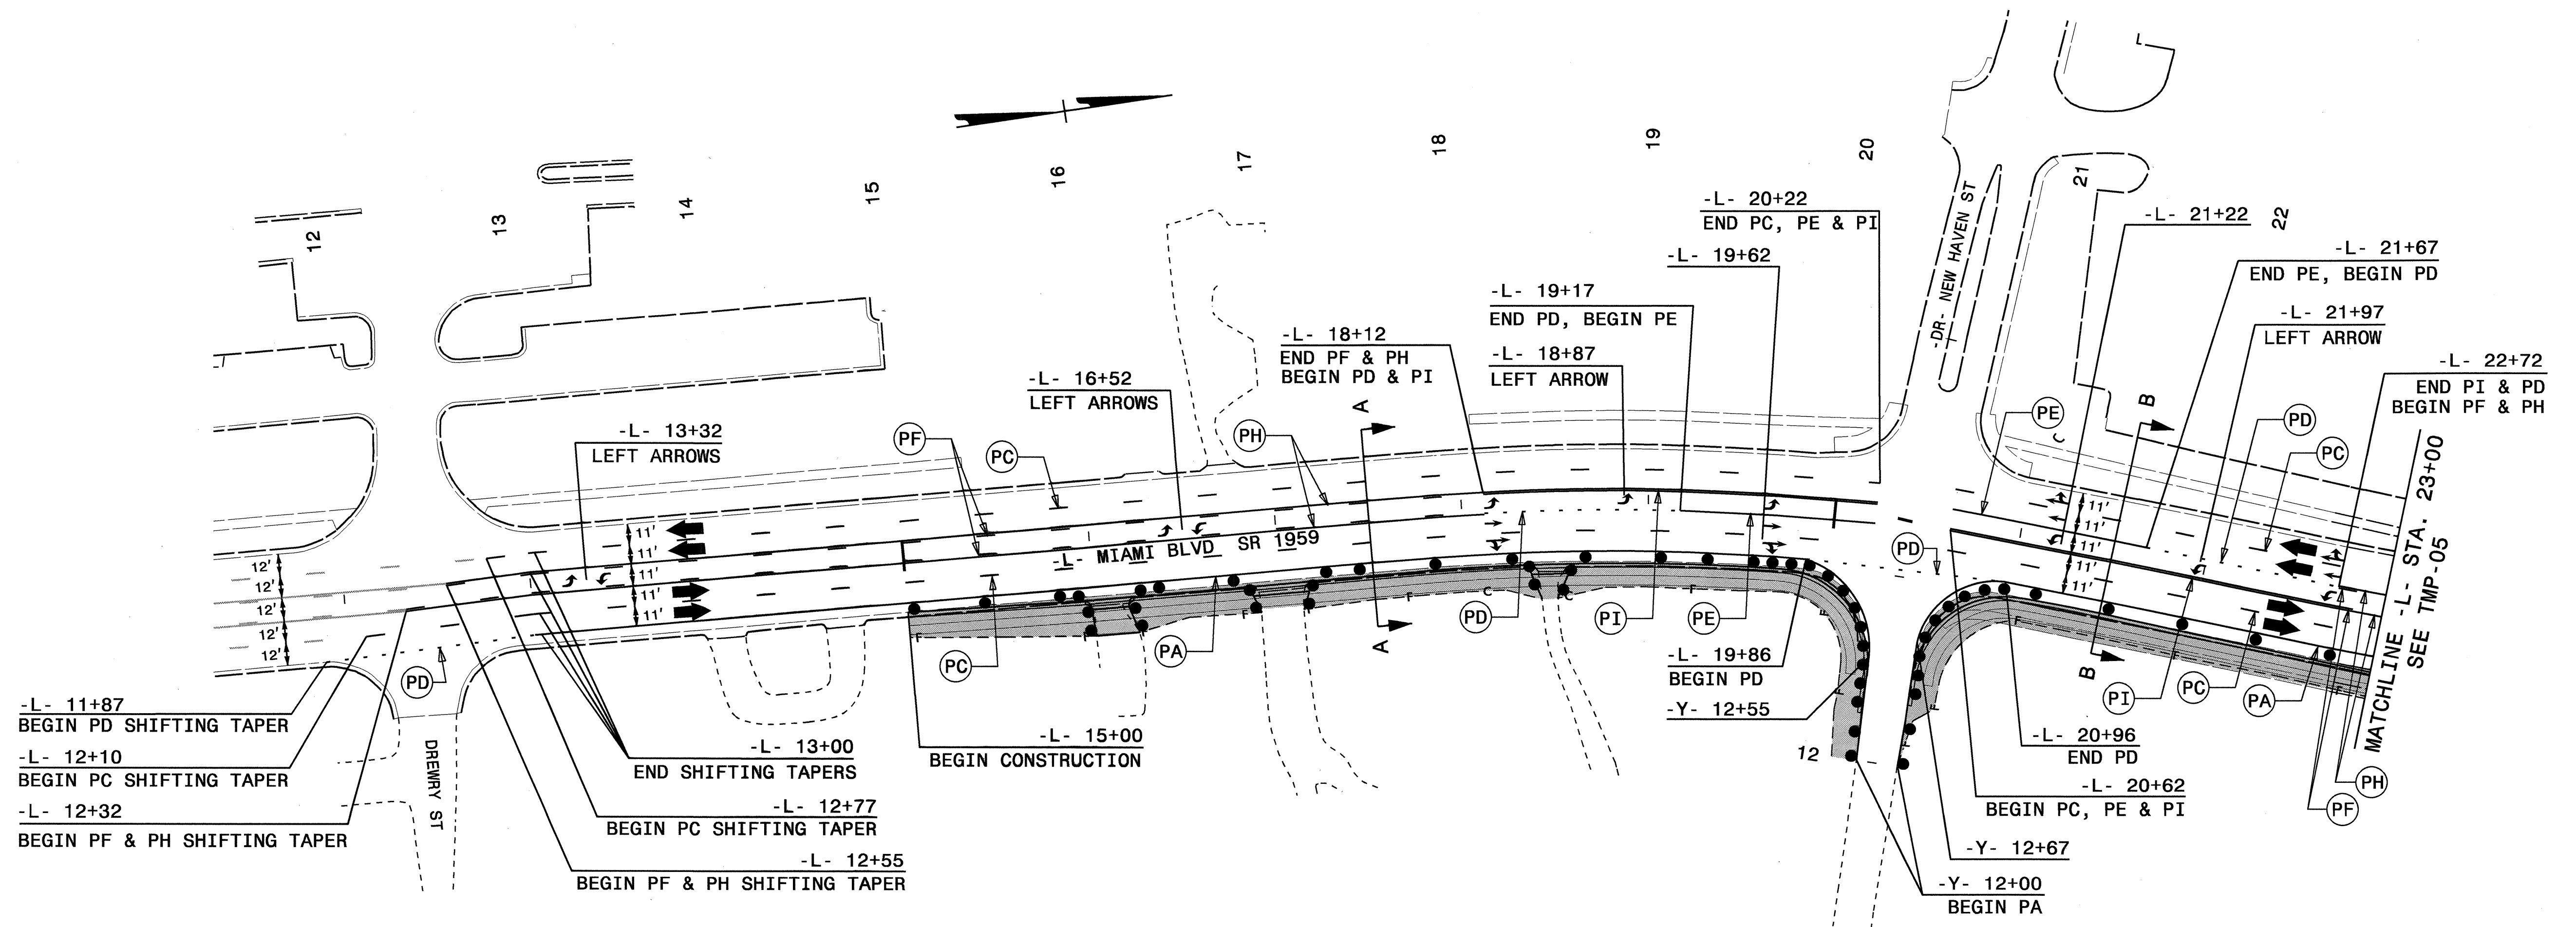 12
13
14
15
16
17
18
19
20
21
22
-DR- NEW HAVEN ST
-L- 20+22
END PC, PE & PI
-L- 19+62
-L- 19+17
END PD, BEGIN PE
-L- 18+12
END PF & PH
BEGIN PD & PI
-L- 18+87
LEFT ARROW
-L- 16+52
LEFT ARROWS
-L- 13+32
LEFT ARROWS
-L- 21+22
-L- 21+67
END PE, BEGIN PD
-L- 21+97
LEFT ARROW
-L- 22+72
END PI & PD
BEGIN PF & PH
PF
PC
PH
A
B
PE
PD
PC
C
12'
12'
12'
12'
12'
11'
11'
11'
11'
11'
-L- MIAMI BLVD SR 1959
11'
11'
11'
11'
11'
PD
MATCHLINE -L- STA. 23+00
SEE TMP-05
F
F
F
F
F
C
C
F
F
F
F
F
F
F
F
F
PD
PC
PA
A
PD
PI
PE
B
PI
PC
PA
PH
PF
-L- 11+87
BEGIN PD SHIFTING TAPER
-L- 12+10
BEGIN PC SHIFTING TAPER
-L- 12+32
BEGIN PF & PH SHIFTING TAPER
DREWRY ST
-L- 13+00
END SHIFTING TAPERS
-L- 12+77
BEGIN PC SHIFTING TAPER
-L- 12+55
BEGIN PF & PH SHIFTING TAPER
-L- 15+00
BEGIN CONSTRUCTION
-L- 19+86
BEGIN PD
-Y- 12+55
12
-L- 20+96
END PD
-L- 20+62
BEGIN PC, PE & PI
-Y- 12+67
-Y- 12+00
BEGIN PA